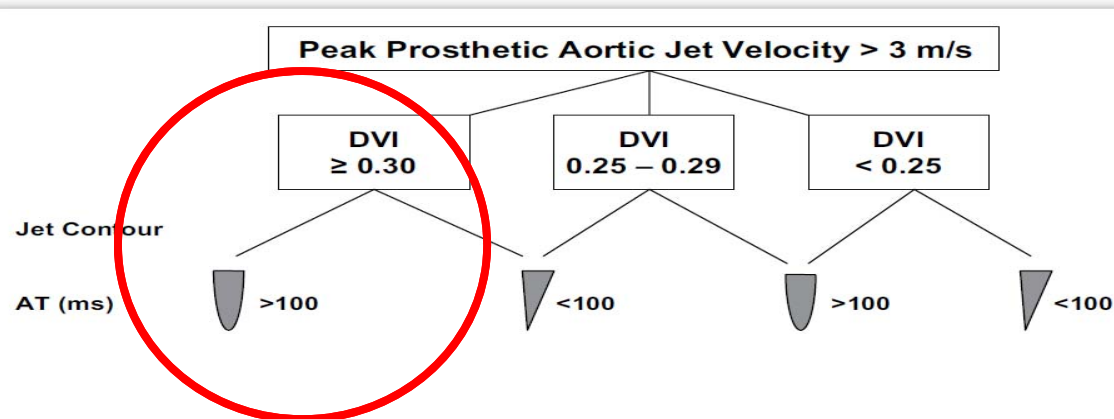 Peak Prosthetic Aortic Jet Velocity > 3 m/s
DVI
≥ 0.30
DVI
0.25 – 0.29
DVI
< 0.25
Jet Contour
AT (ms)
>100
<100
>100
<100